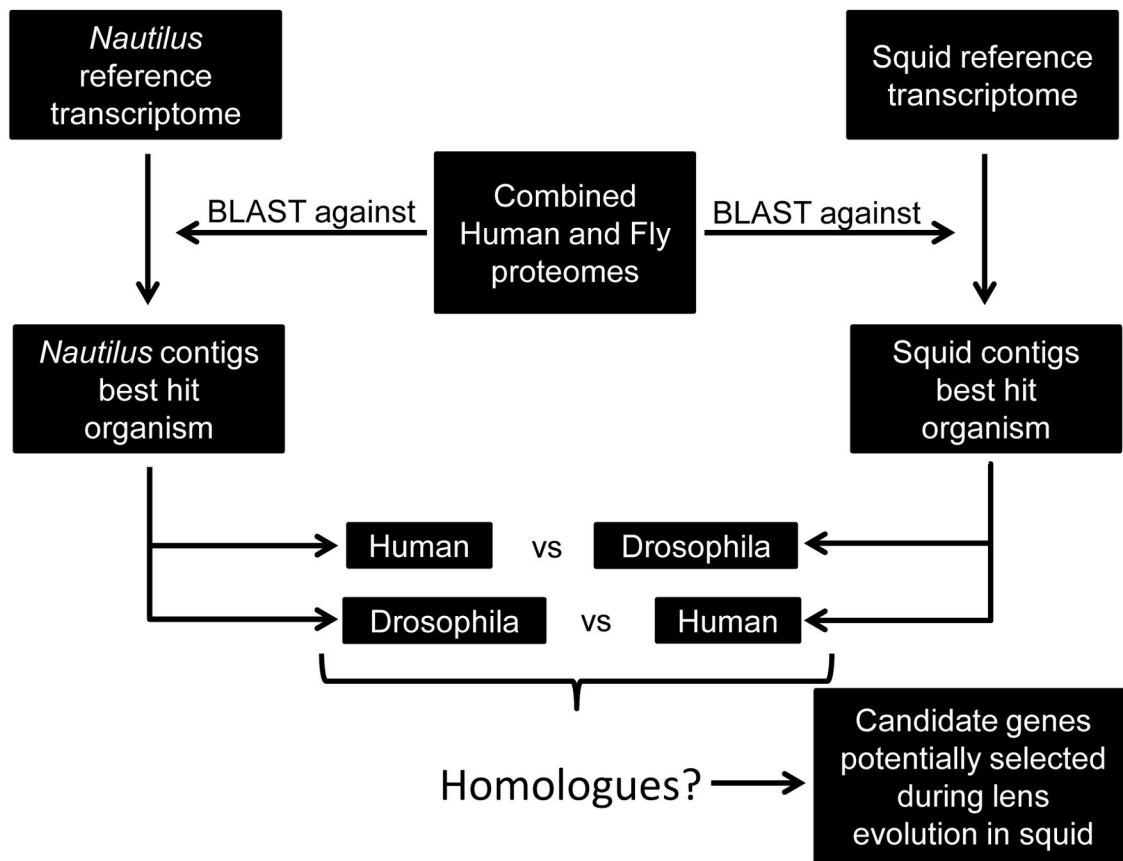 Nautilus
reference
transcriptome
Squid reference
transcriptome
BLAST against
Combined
Human and Fly
proteomes
BLAST against
Nautilus contigs
best hit
organism
Squid contigs
best hit
organism
Human vs Drosophila
Drosophila vs Human
Homologues?
Candidate genes
potentially selected
during lens
evolution in squid